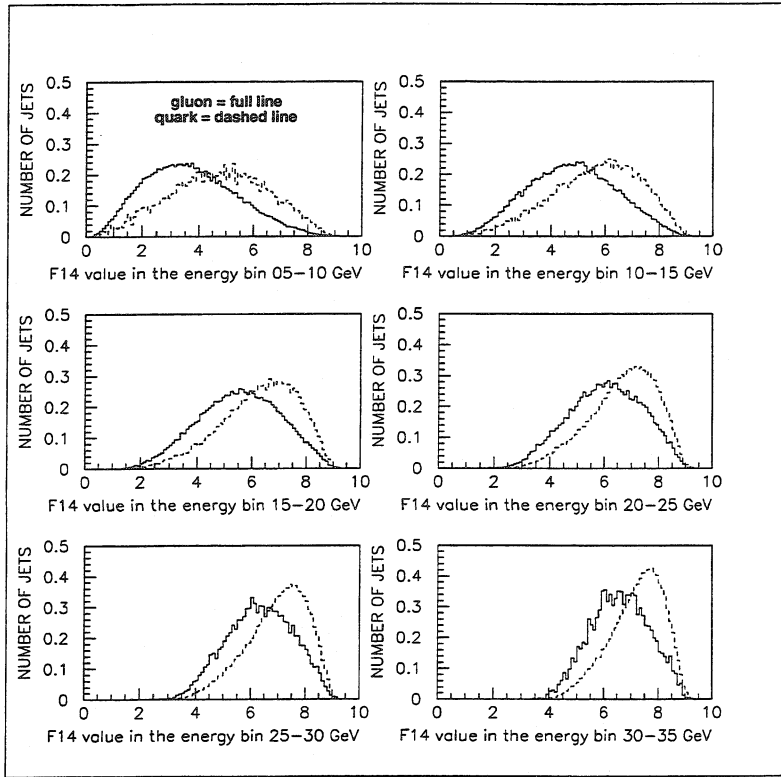 NUMBER OF JETS
0.5
0.4
0.3
0.2
0.1
0
gluon = full line
quark = dashed line
0 2 4 6 8 10
F14 value in the energy bin 05-10 GeV
NUMBER OF JETS
0.5
0.4
0.3
0.2
0.1
0
0 2 4 6 8 10
F14 value in the energy bin 10-15 GeV
NUMBER OF JETS
0.5
0.4
0.3
0.2
0.1
0
0 2 4 6 8 10
F14 value in the energy bin 15-20 GeV
NUMBER OF JETS
0.5
0.4
0.3
0.2
0.1
0
0 2 4 6 8 10
F14 value in the energy bin 20-25 GeV
NUMBER OF JETS
0.5
0.4
0.3
0.2
0.1
0
0 2 4 6 8 10
F14 value in the energy bin 25-30 GeV
NUMBER OF JETS
0.5
0.4
0.3
0.2
0.1
0
0 2 4 6 8 10
F14 value in the energy bin 30-35 GeV